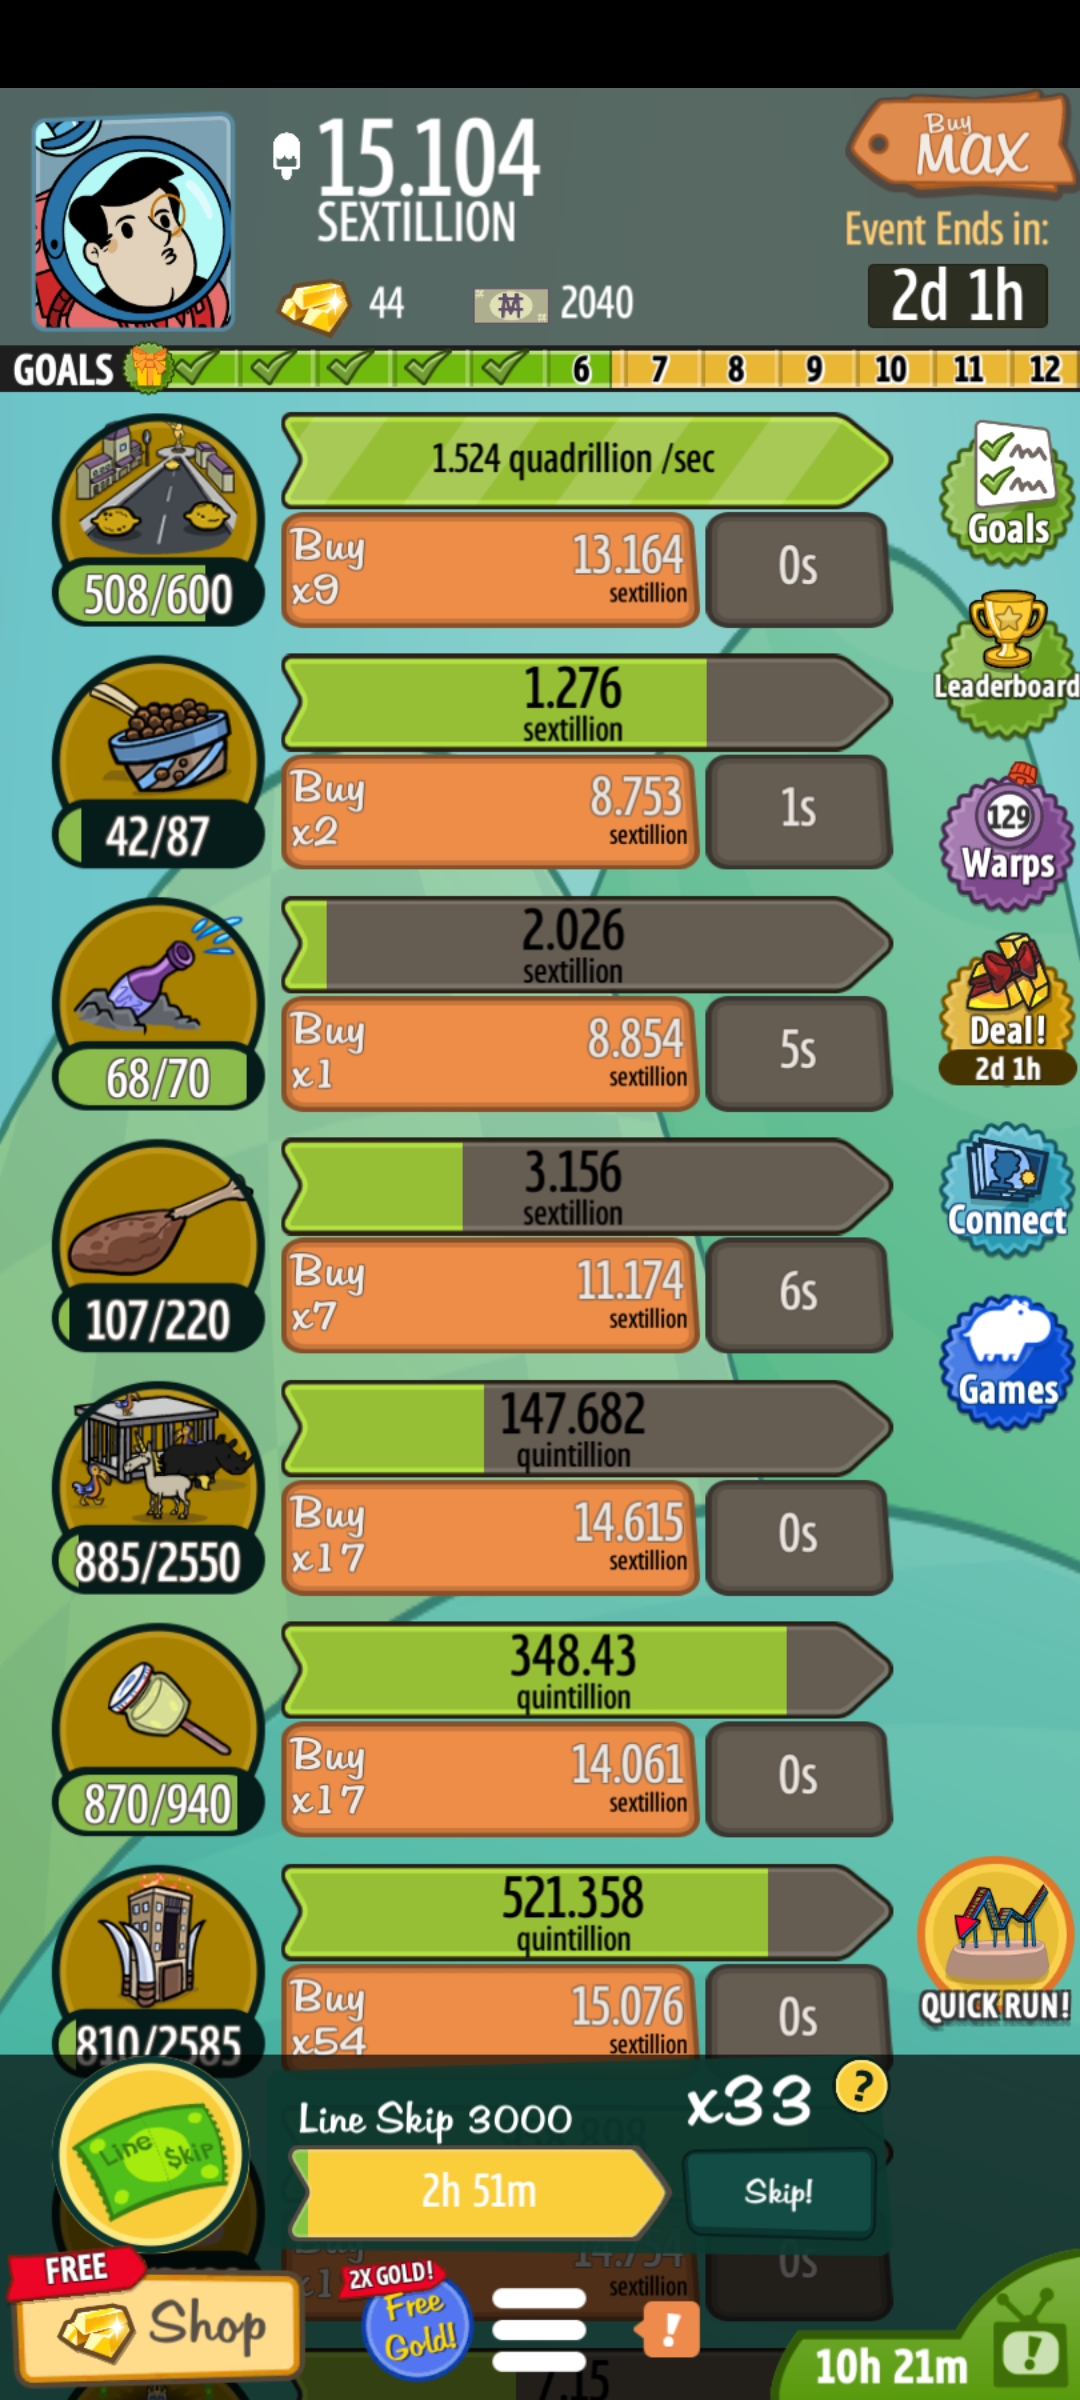 15.104
SEXTILLION
Buy
MAX
Event Ends in:
2d 1h
44
2040
GOALS
6
7
8
9
10
11
12
1.524 quadrillion /sec
508/600
Buy
x9
13.164
sextillion
0s
Goals
1.276
sextillion
42/87
Buy
x2
8.753
sextillion
1s
Leaderboard
129
Warps
2.026
sextillion
68/70
Buy
x1
8.854
sextillion
5s
Deal!
2d 1h
3.156
sextillion
107/220
Buy
x7
11.174
sextillion
6s
Connect
147.682
quintillion
885/2550
Buy
x17
14.615
sextillion
0s
Games
348.43
quintillion
870/940
Buy
x17
14.061
sextillion
0s
521.358
quintillion
810/2585
Buy
x54
15.076
sextillion
0s
QUICK RUN!
Line Skip
Line Skip 3000
x33
?
2h 51m
Skip!
sextillion
0s
FREE
Shop
2X GOLD!
Free
Gold!
!
10h 21m
!
7.15